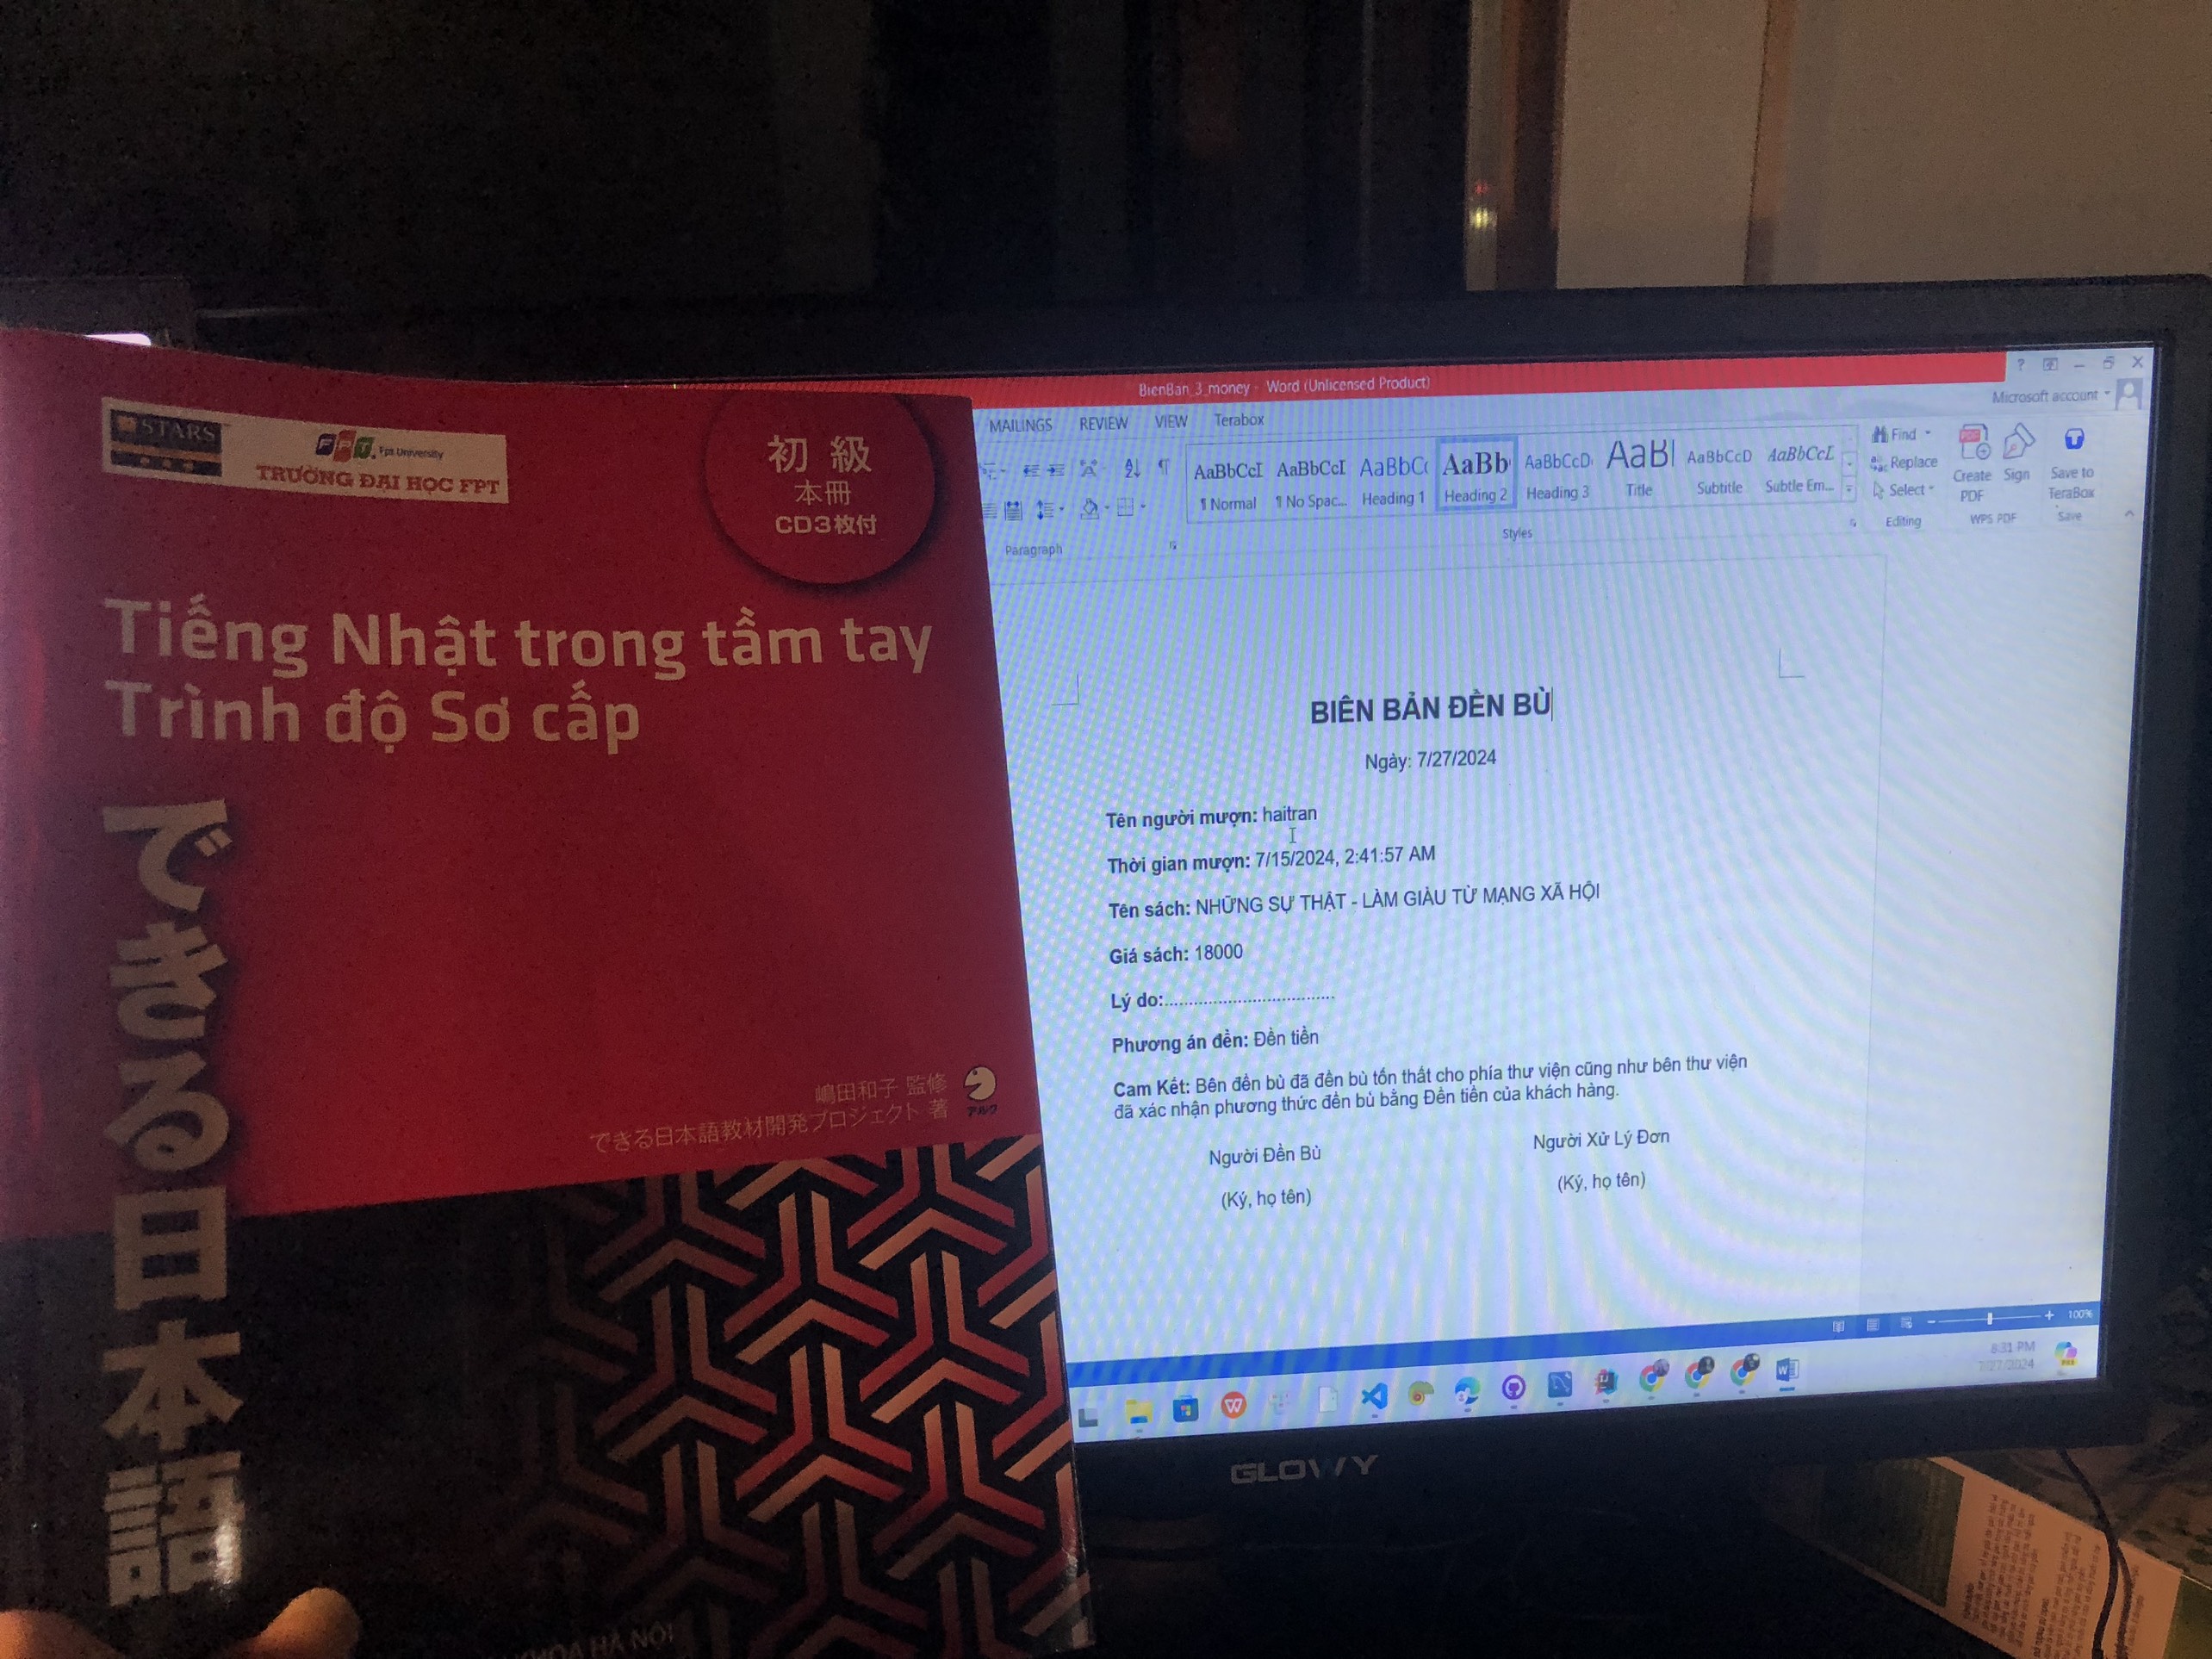 STARS
FPT. Fpt University
TRƯỜNG ĐẠI HỌC FPT
初級
本冊
CD3枚付
Tiếng Nhật trong tầm tay
Trình độ Sơ cấp
できる日本語
嶋田和子 監修
できる日本語教材開発プロジェクト 著
アルク
KHOA HÀ NỘI
BienBan_3_money - Word (Unlicensed Product)
?
Microsoft account
MAILINGS REVIEW VIEW Terabox
AaBbCcI AaBbCcI AaBbC AaBb AaBbCcD AaBl AaBbCcD AaBbCcL
¶ Normal ¶ No Spac... Heading 1 Heading 2 Heading 3 Title Subtitle Subtle Em...
Paragraph
Styles
Find
Replace
Select
Editing
Create PDF
Sign
WPS PDF
Save to TeraBox
Save
BIÊN BẢN ĐỀN BÙ
Ngày: 7/27/2024
Tên người mượn: haitran
Thời gian mượn: 7/15/2024, 2:41:57 AM
Tên sách: NHỮNG SỰ THẬT - LÀM GIÀU TỪ MẠNG XÃ HỘI
Giá sách: 18000
Lý do:...................................
Phương án đền: Đền tiền
Cam Kết: Bên đền bù đã đền bù tổn thất cho phía thư viện cũng như bên thư viện
đã xác nhận phương thức đền bù bằng Đền tiền của khách hàng.
Người Đền Bù Người Xử Lý Đơn
(Ký, họ tên) (Ký, họ tên)
100%
8:31 PM
7/27/2024
GLOWY